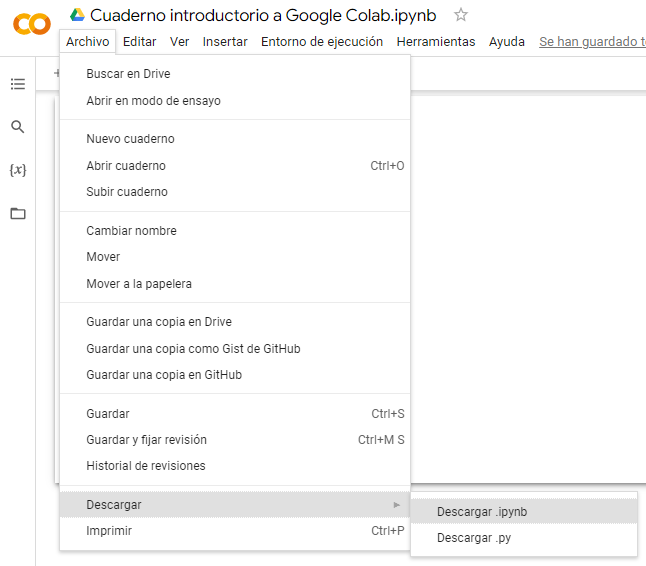 Cuaderno introductorio a Google Colab.ipynb
Archivo Editar Ver Insertar Entorno de ejecución Herramientas Ayuda Se han guardado
Buscar en Drive
Abrir en modo de ensayo
Nuevo cuaderno
Abrir cuaderno Ctrl+O
Subir cuaderno
Cambiar nombre
Mover
Mover a la papelera
Guardar una copia en Drive
Guardar una copia como Gist de GitHub
Guardar una copia en GitHub
Guardar Ctrl+S
Guardar y fijar revisión Ctrl+M S
Historial de revisiones
Descargar
Descargar .ipynb
Descargar .py
Imprimir Ctrl+P
{x}